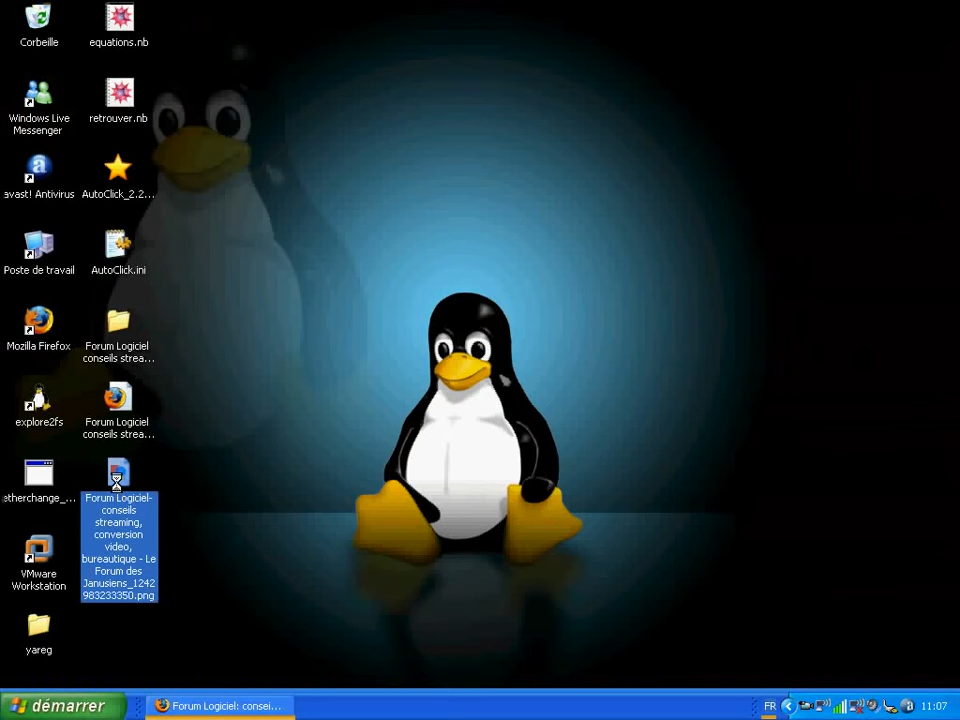 Corbeille
equations.nb
Windows Live
Messenger
retrouver.nb
avast! Antivirus
AutoClick_2.2...
Poste de travail
AutoClick.ini
Mozilla Firefox
Forum Logiciel
conseils strea...
explore2fs
Forum Logiciel
conseils strea...
etherchange_...
Forum Logiciel-
conseils
streaming,
conversion
video,
bureautique - Le
Forum des
Janusiens_1242
983233350.png
VMware
Workstation
yareg
démarrer
Forum Logiciel: consei...
FR
11:07